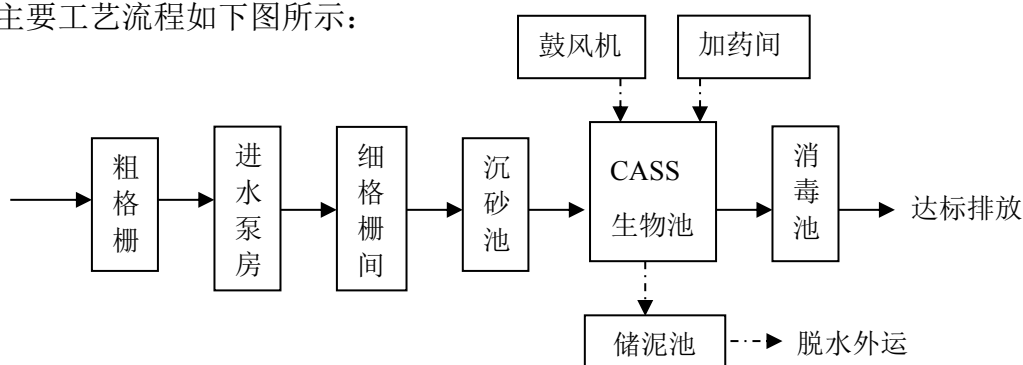 主要工艺流程如下图所示：
鼓风机
加药间
粗格栅
进水泵房
细格栅间
沉砂池
CASS
生物池
消毒池
达标排放
储泥池
脱水外运